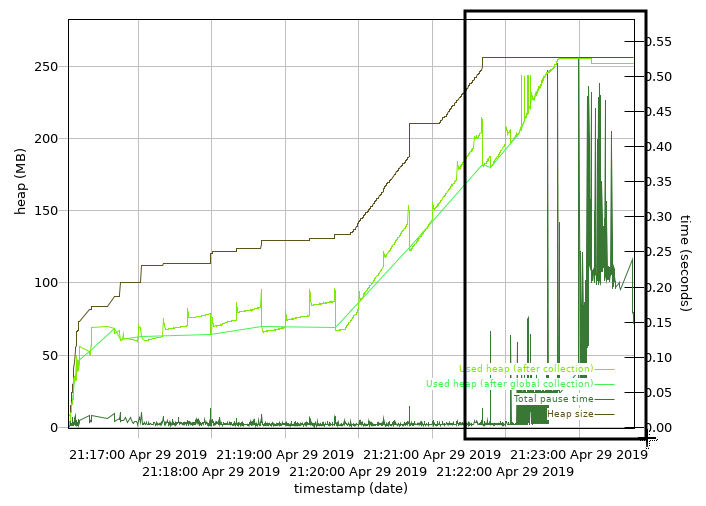 heap (MB)
250
200
150
100
50
0
0.55
0.50
0.45
0.40
0.35
0.30
0.25
0.20
0.15
0.10
0.05
0.00
time (seconds)
Used heap (after collection)
Used heap (after global collection)
Total pause time
Heap size
21:17:00 Apr 29 2019 21:19:00 Apr 29 2019 21:21:00 Apr 29 2019 21:23:00 Apr 29 2019
21:18:00 Apr 29 2019 21:20:00 Apr 29 2019 21:22:00 Apr 29 2019
timestamp (date)